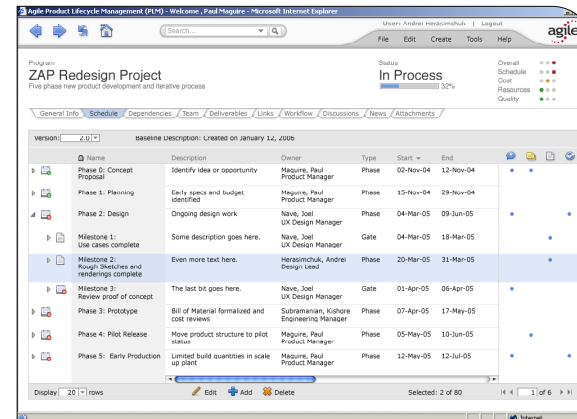 Agile Product Lifecycle Management (PLM) - Welcome , Paul Maguire - Microsoft Internet Explorer
User: Andrei Herasimchuk | Logout
Search...
File Edit Create Tools Help
agile
Program
ZAP Redesign Project
Five phase new product development and iterative process
Status
In Process
32%
Overall
Schedule
Cost
Resources
Quality
General Info Schedule Dependencies Team Deliverables Links Workflow Discussions News Attachments
Version: 2.0 Baseline Description: Created on January 12, 2006
Name Description Owner Type Start End
Phase 0: Concept Proposal Identify idea or opportunity Maguire, Paul Product Manager Phase 02-Nov-04 12-Nov-04
Phase 1: Planning Early specs and budget identified Maguire, Paul Product Manager Phase 15-Nov-04 29-Nov-04
Phase 2: Design Ongoing design work Nave, Joel UX Design Manager Phase 04-Mar-05 09-Jun-05
Milestone 1: Use cases complete Some description goes here. Nave, Joel UX Design Manager Gate 04-Mar-05 18-Mar-05
Milestone 2: Rough Sketches and renderings complete Even more text here. Herasimchuk, Andrei Design Lead Phase 20-Mar-05 31-Mar-05
Milestone 3: Review proof of concept The last bit goes here. Nave, Joel UX Design Manager Gate 01-Apr-05 06-Apr-05
Phase 3: Prototype Bill of Material formalized and cost reviews Subramanian, Kishore Engineering Manager Phase 07-Apr-05 17-May-05
Phase 4: Pilot Release Move product structure to pilot status Maguire, Paul Product Manager Phase 05-May-05 10-Jun-05
Phase 5: Early Production Limited build quantities in scale up plant Maguire, Paul Product Manager Phase 12-May-05 12-Jul-05
Display 20 rows Edit Add Delete Selected: 2 of 80 1 of 6
Internet